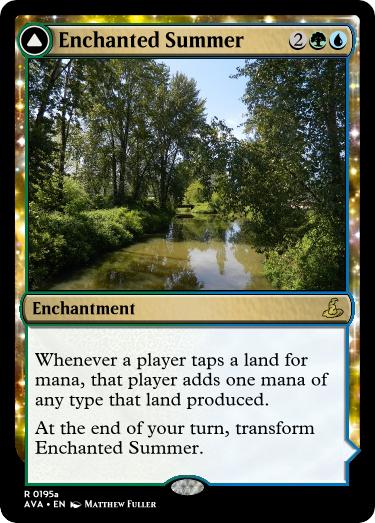 Enchanted Summer 2
Enchantment
Whenever a player taps a land for
mana, that player adds one mana of
any type that land produced.
At the end of your turn, transform
Enchanted Summer.
R 0195a
AVA • EN Matthew Fuller